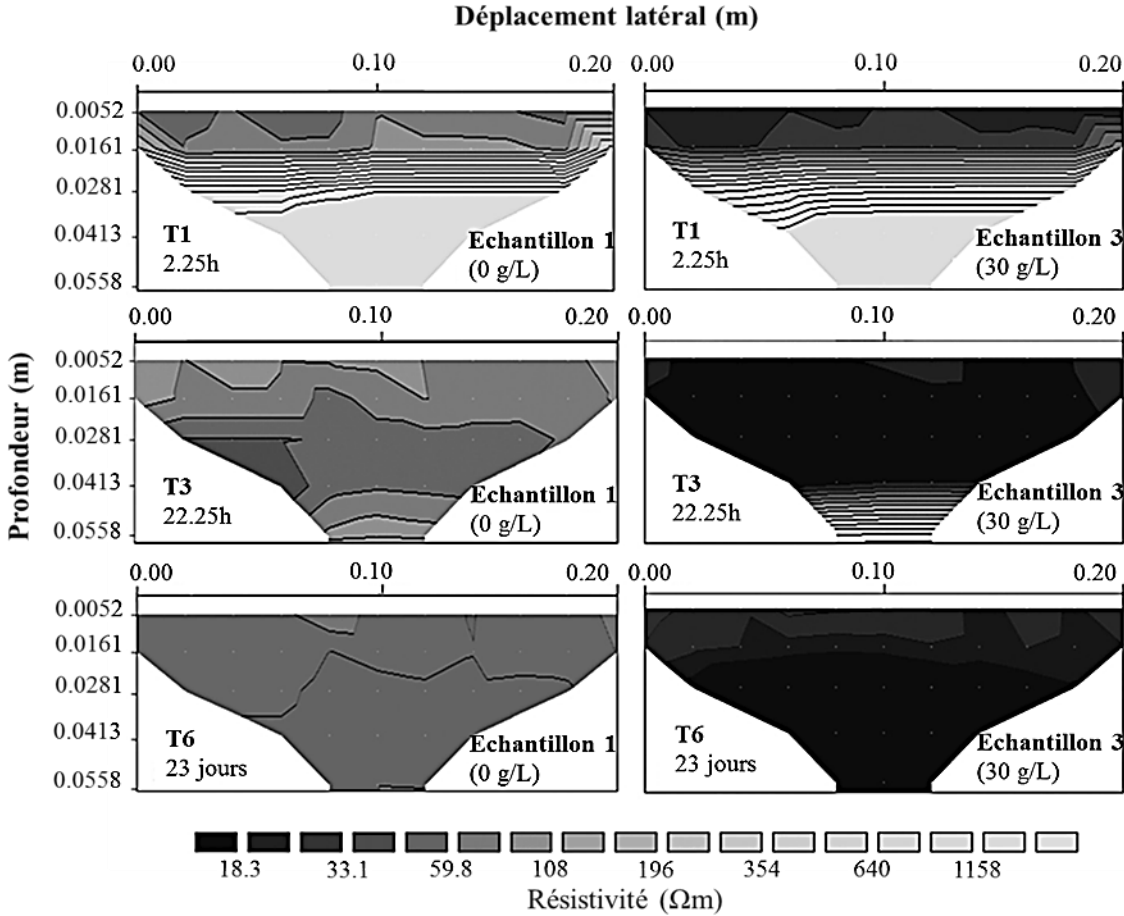 Déplacement latéral (m)
0.00 0.10 0.20 0.00 0.10 0.20
0.0052
0.0161
0.0281
0.0413
0.0558
T1
2.25h
Echantillon 1
(0 g/L)
T1
2.25h
Echantillon 3
(30 g/L)
0.00 0.10 0.20 0.00 0.10 0.20
Profondeur (m)
0.0052
0.0161
0.0281
0.0413
0.0558
T3
22.25h
Echantillon 1
(0 g/L)
T3
22.25h
Echantillon 3
(30 g/L)
0.00 0.10 0.20 0.00 0.10 0.20
0.0052
0.0161
0.0281
0.0413
0.0558
T6
23 jours
Echantillon 1
(0 g/L)
T6
23 jours
Echantillon 3
(30 g/L)
18.3 33.1 59.8 108 196 354 640 1158
Résistivité (Ωm)